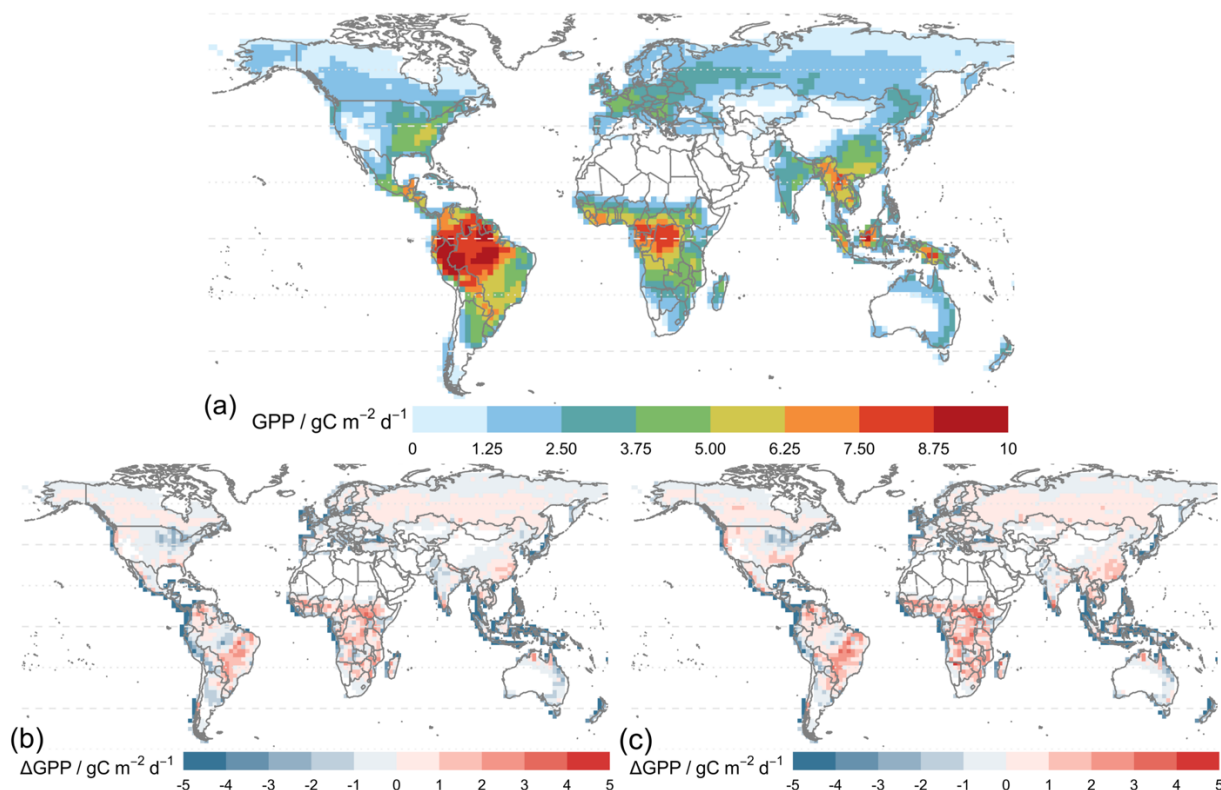 (a)
GPP / gC m⁻² d⁻¹
0 1.25 2.50 3.75 5.00 6.25 7.50 8.75 10
(b)
ΔGPP / gC m⁻² d⁻¹
-5 -4 -3 -2 -1 0 1 2 3 4 5
(c)
ΔGPP / gC m⁻² d⁻¹
-5 -4 -3 -2 -1 0 1 2 3 4 5